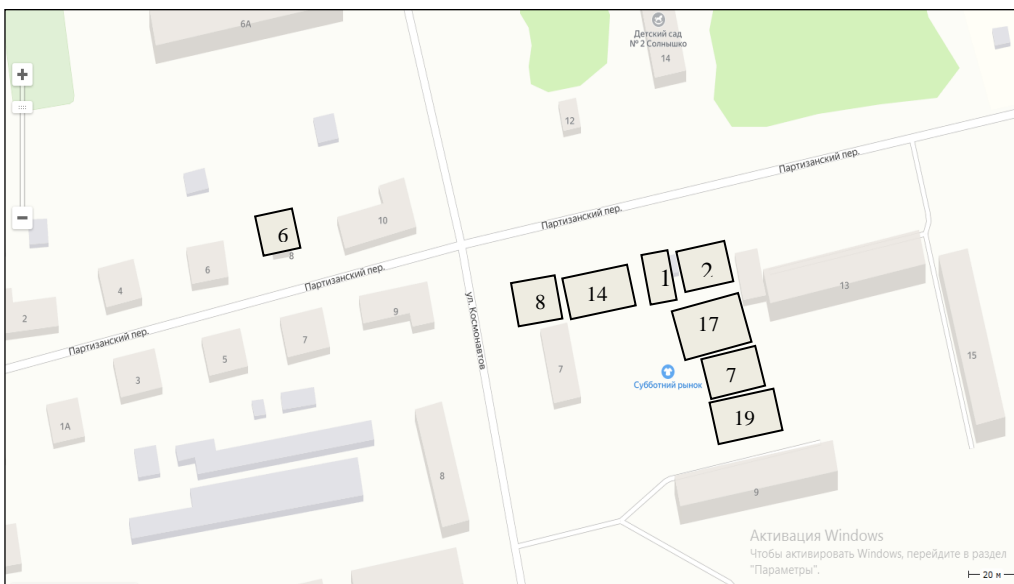 6А
Детский сад
№ 2 Солнышко
14
12
Партизанский пер.
Партизанский пер.
10
6
8
6
4
Партизанский пер.
2
9
8
14
1
2
13
17
ул. Космонавтов
Партизанский пер.
7
5
3
7
Субботний рынок
7
15
1А
19
8
9
Активация Windows
Чтобы активировать Windows, перейдите в раздел
"Параметры".
20 м